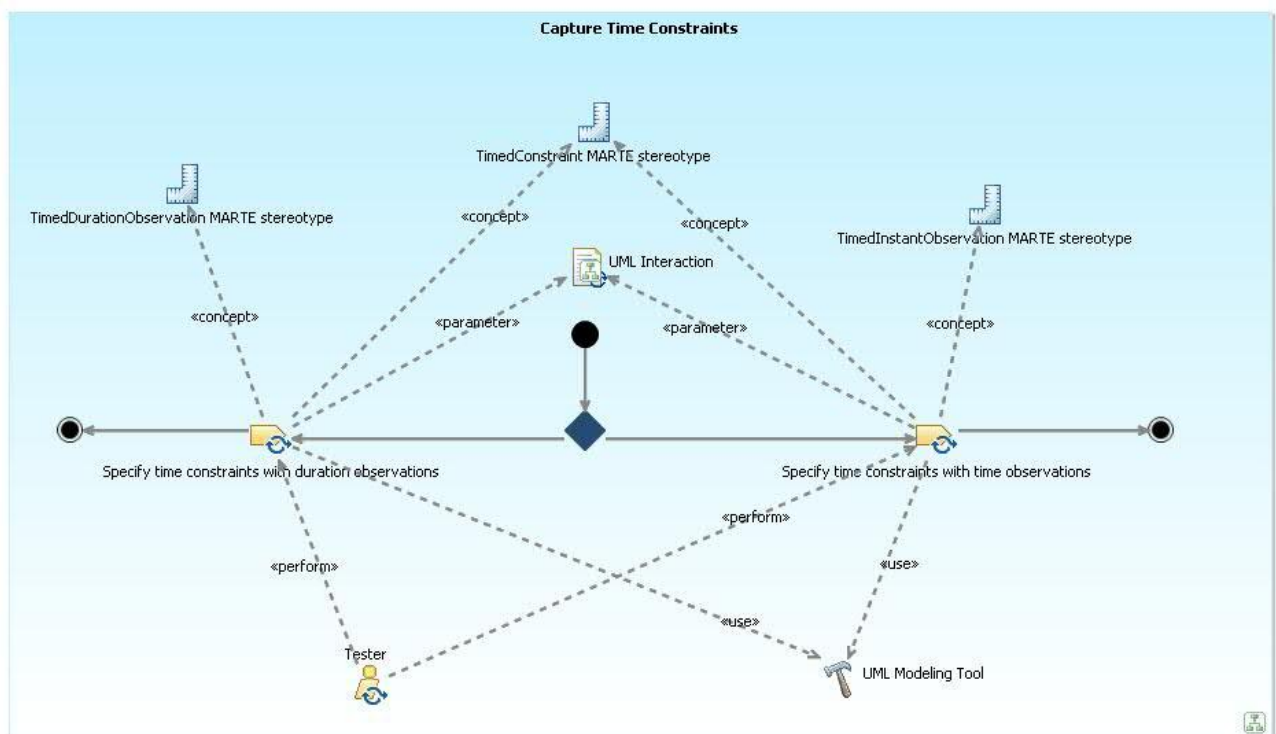 Capture Time Constraints
TimedConstraint MARTE stereotype
TimedDurationObservation MARTE stereotype
«concept»
«concept»
TimedInstantObservation MARTE stereotype
UML Interaction
«concept»
«parameter»
«parameter»
«concept»
Specify time constraints with duration observations
Specify time constraints with time observations
«perform»
«perform»
«use»
«use»
Tester
UML Modeling Tool